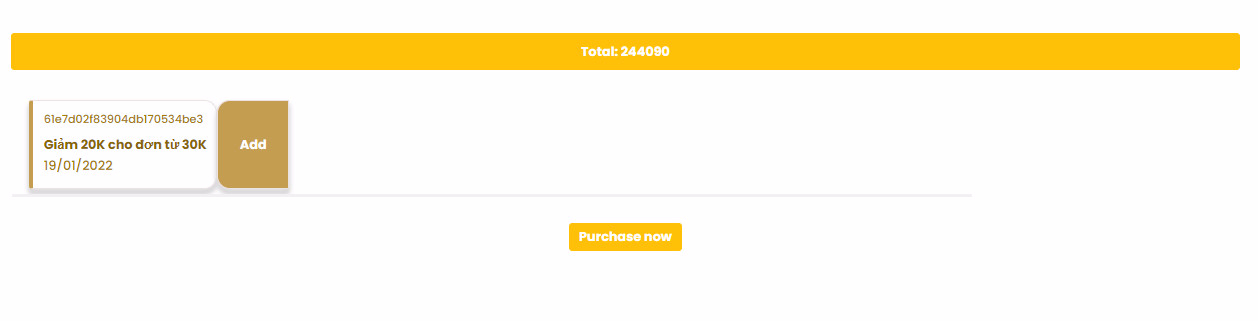 Total: 244090
61e7d02f83904db170534be3
Giảm 20K cho đơn từ 30K
Add
19/01/2022
Purchase now